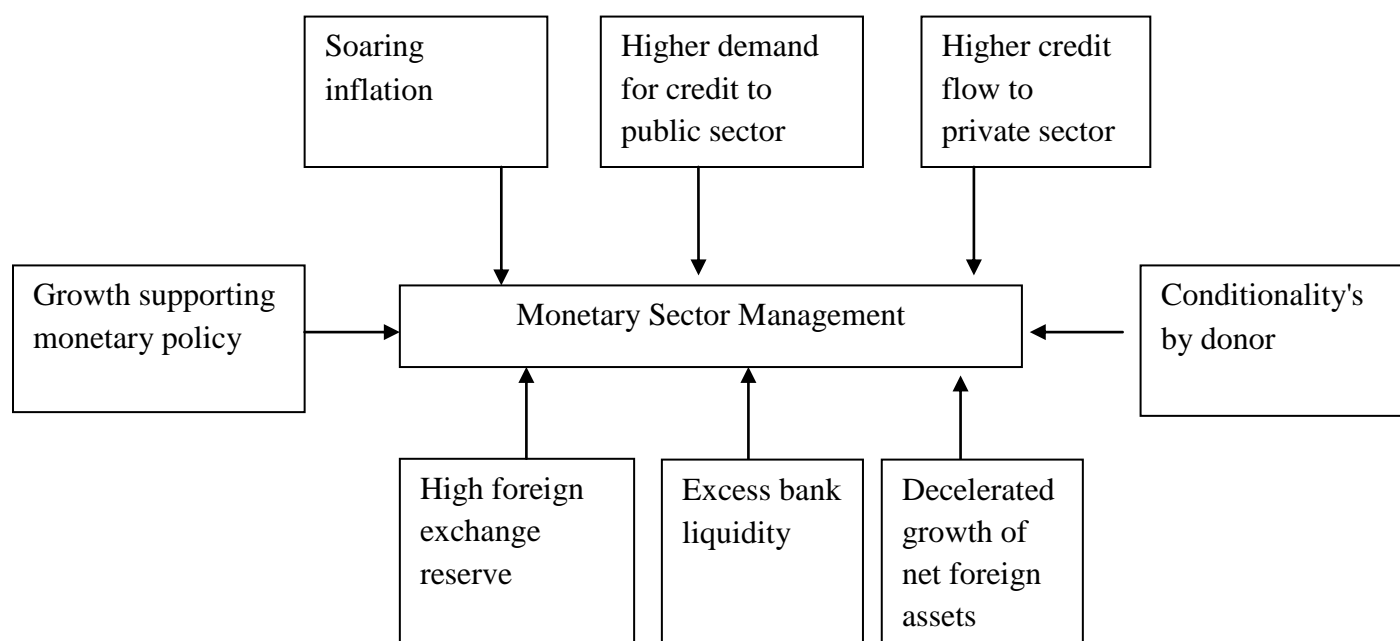 Soaring
inflation
Higher demand
for credit to
public sector
Higher credit
flow to
private sector
Growth supporting
monetary policy
Monetary Sector Management
Conditionality's
by donor
High foreign
exchange
reserve
Excess bank
liquidity
Decelerated
growth of
net foreign
assets